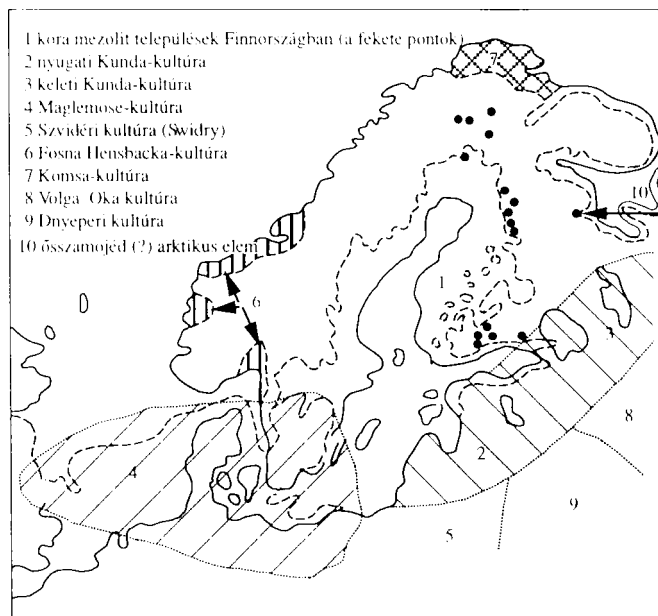 1 kora mezolit települések Finnországban (a fekete pontok)
2 nyugati Kunda-kultúra
3 keleti Kunda-kultúra
4 Maglemose-kultúra
5 Szvidéri kultúra (Swidry)
6 Fosna Hensbacka-kultúra
7 Komsa-kultúra
8 Volga Oka kultúra
9 Dnyeperi kultúra
10 ősszamojéd (?) arktikus elem
7
10
6
1
3
8
4
2
9
5